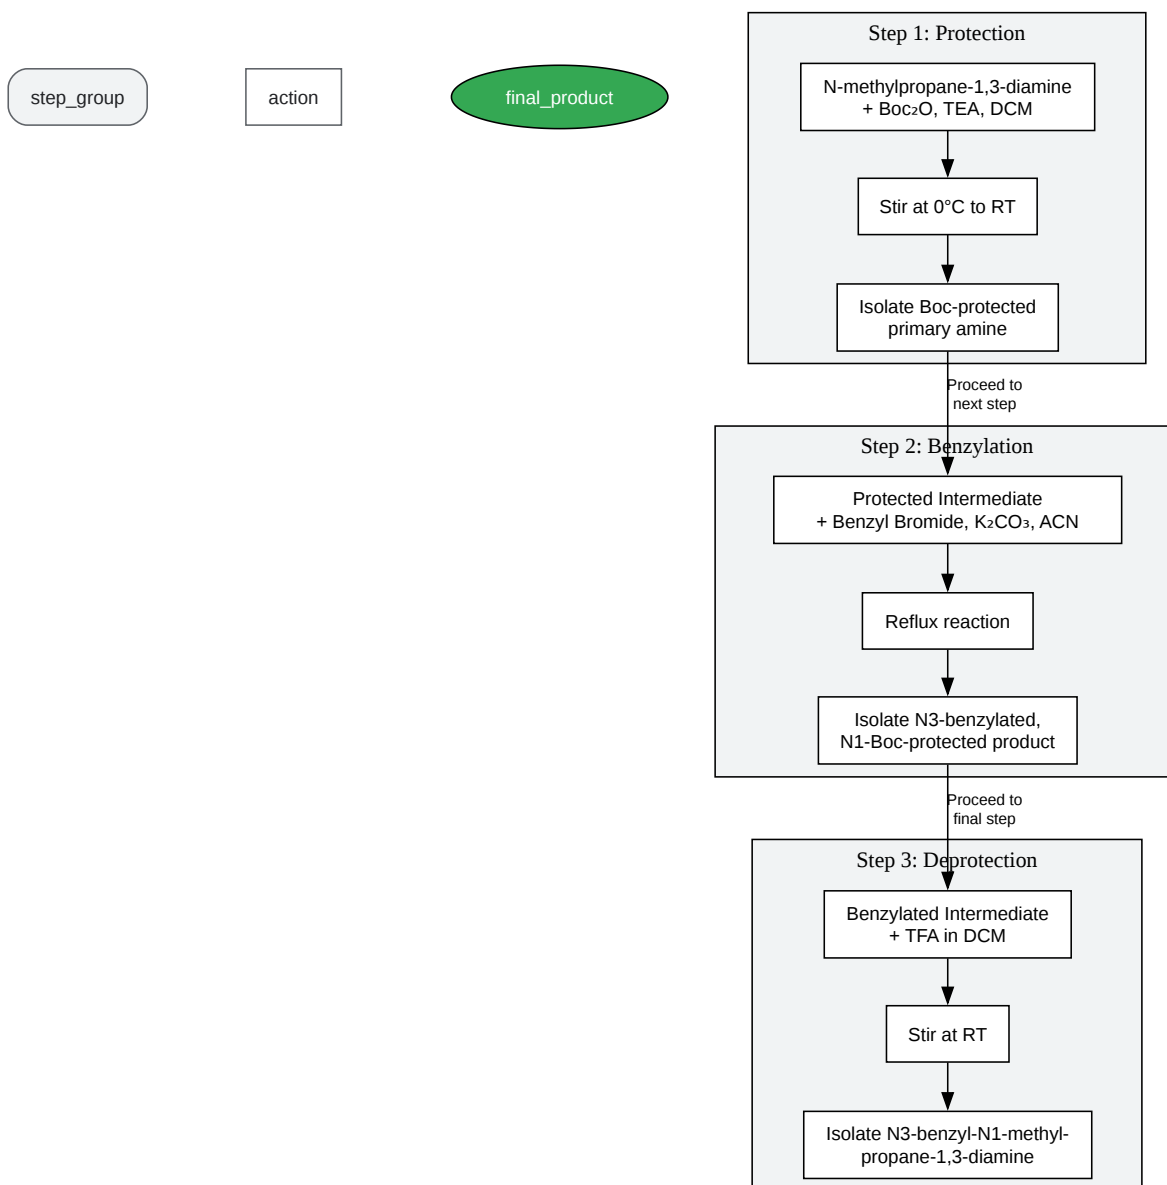 step_group
action
final_product
Step 1: Protection
N-methylpropane-1,3-diamine
+ Boc₂O, TEA, DCM
Stir at 0°C to RT
Isolate Boc-protected
primary amine
Proceed to
next step
Step 2: Benzylation
Protected Intermediate
+ Benzyl Bromide, K₂CO₃, ACN
Reflux reaction
Isolate N3-benzylated,
N1-Boc-protected product
Proceed to
final step
Step 3: Deprotection
Benzylated Intermediate
+ TFA in DCM
Stir at RT
Isolate N3-benzyl-N1-methyl-
propane-1,3-diamine